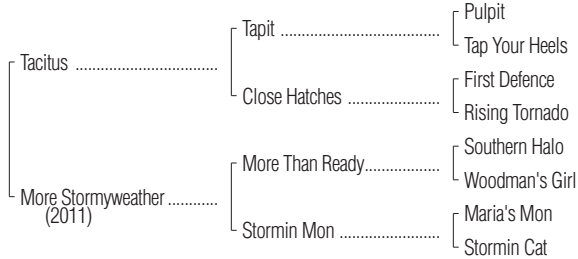 Pulpit
Tapit ........................................
Tap Your Heels
Tacitus ....................................
First Defence
Close Hatches .......................
Rising Tornado
Southern Halo
More Than Ready...................
Woodman's Girl
More Stormyweather ............
(2011)
Maria's Mon
Stormin Mon .........................
Stormin Cat